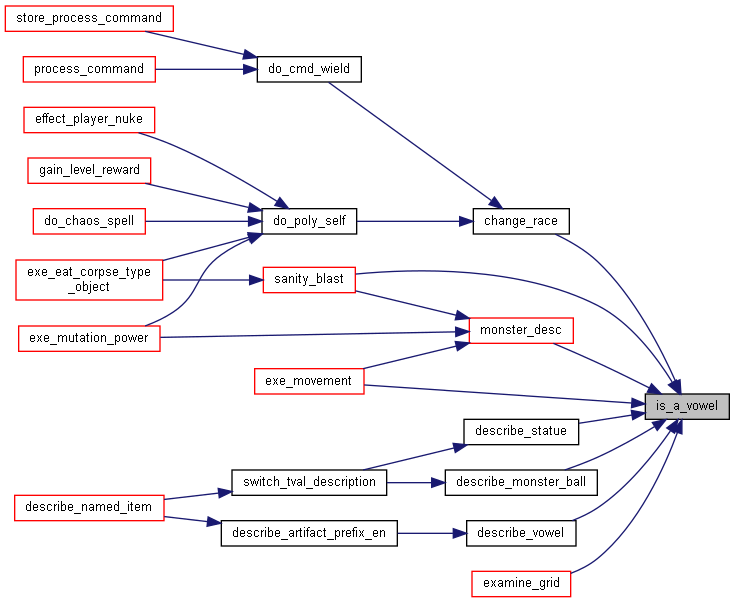 store_process_command
process_command
do_cmd_wield
effect_player_nuke
gain_level_reward
do_chaos_spell
do_poly_self
change_race
exe_eat_corpse_type
_object
sanity_blast
exe_mutation_power
monster_desc
exe_movement
is_a_vowel
describe_statue
switch_tval_description
describe_monster_ball
describe_named_item
describe_artifact_prefix_en
describe_vowel
examine_grid